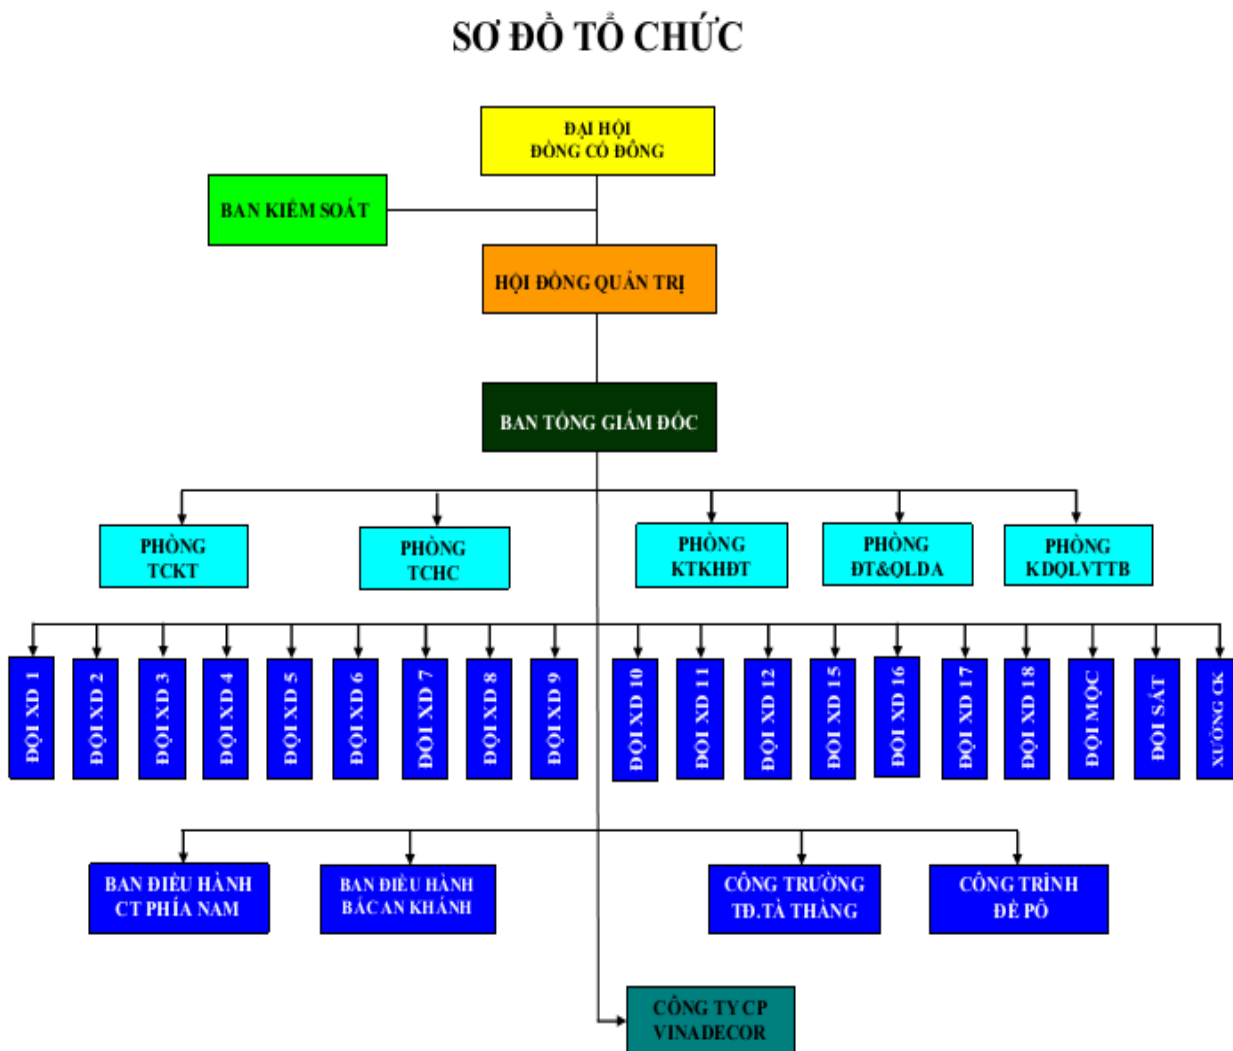 SƠ ĐỒ TỔ CHỨC
ĐẠI HỘI
ĐỒNG CỔ ĐÔNG
BAN KIỂM SOÁT
HỘI ĐỒNG QUẢN TRỊ
BAN TỔNG GIÁM ĐỐC
PHÒNG
TCKT
PHÒNG
TCHC
PHÒNG
KTKHĐT
PHÒNG
ĐT&QLDA
PHÒNG
KDQLVTTB
ĐỘI XD 1
ĐỘI XD 2
ĐỘI XD 3
ĐỘI XD 4
ĐỘI XD 5
ĐỘI XD 6
ĐỘI XD 7
ĐỘI XD 8
ĐỘI XD 9
ĐỘI XD 10
ĐỘI XD 11
ĐỘI XD 12
ĐỘI XD 15
ĐỘI XD 16
ĐỘI XD 17
ĐỘI XD 18
ĐỘI MỘC
ĐỘI SẮT
XƯỞNG CK
BAN ĐIỀU HÀNH
CT PHÍA NAM
BAN ĐIỀU HÀNH
BẮC AN KHÁNH
CÔNG TRƯỜNG
TĐ.TÀ THÀNG
CÔNG TRÌNH
ĐỀ PÔ
CÔNG TY CP
VINADECOR